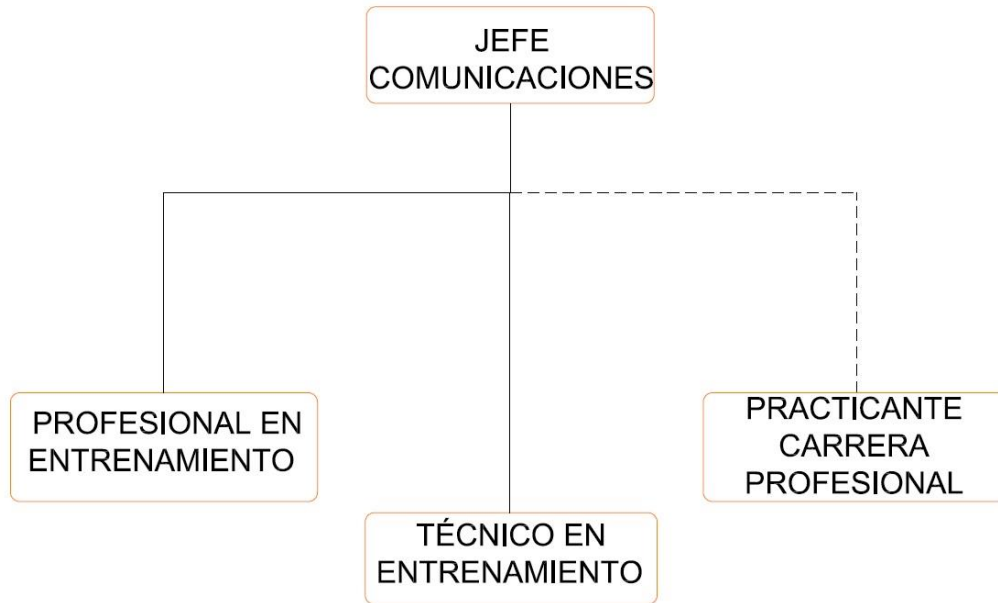 JEFE
COMUNICACIONES
PROFESIONAL EN
ENTRENAMIENTO
TÉCNICO EN
ENTRENAMIENTO
PRACTICANTE
CARRERA
PROFESIONAL